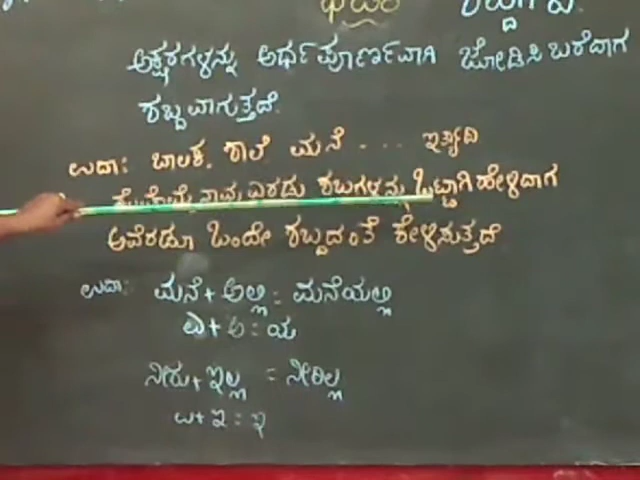 ಅಕ್ಷರಗಳನ್ನು ಅರ್ಥಪೂರ್ಣವಾಗಿ ಜೋಡಿಸಿ ಬರೆದಾಗ
ಶಬ್ದವಾಗುತ್ತದೆ.
ಉದಾ: ಬಾಲಕ, ಶಾಲೆ ಮನೆ ... ಇತ್ಯಾದಿ
ನಾವು ಎರಡು ಶಬ್ದಗಳನ್ನು ಒಟ್ಟಾಗಿ ಹೇಳಿದಾಗ
ಅವೆರಡೂ ಒಂದೇ ಶಬ್ದದಂತೆ ಕೇಳಿಸುತ್ತದೆ
ಉದಾ: ಮನೆ + ಅಲ್ಲಿ = ಮನೆಯಲ್ಲಿ
ಎ + ಅ = ಯ
ನೀರು + ಇಲ್ಲ = ನೀರಿಲ್ಲ
ಉ + ಇ = ಇ